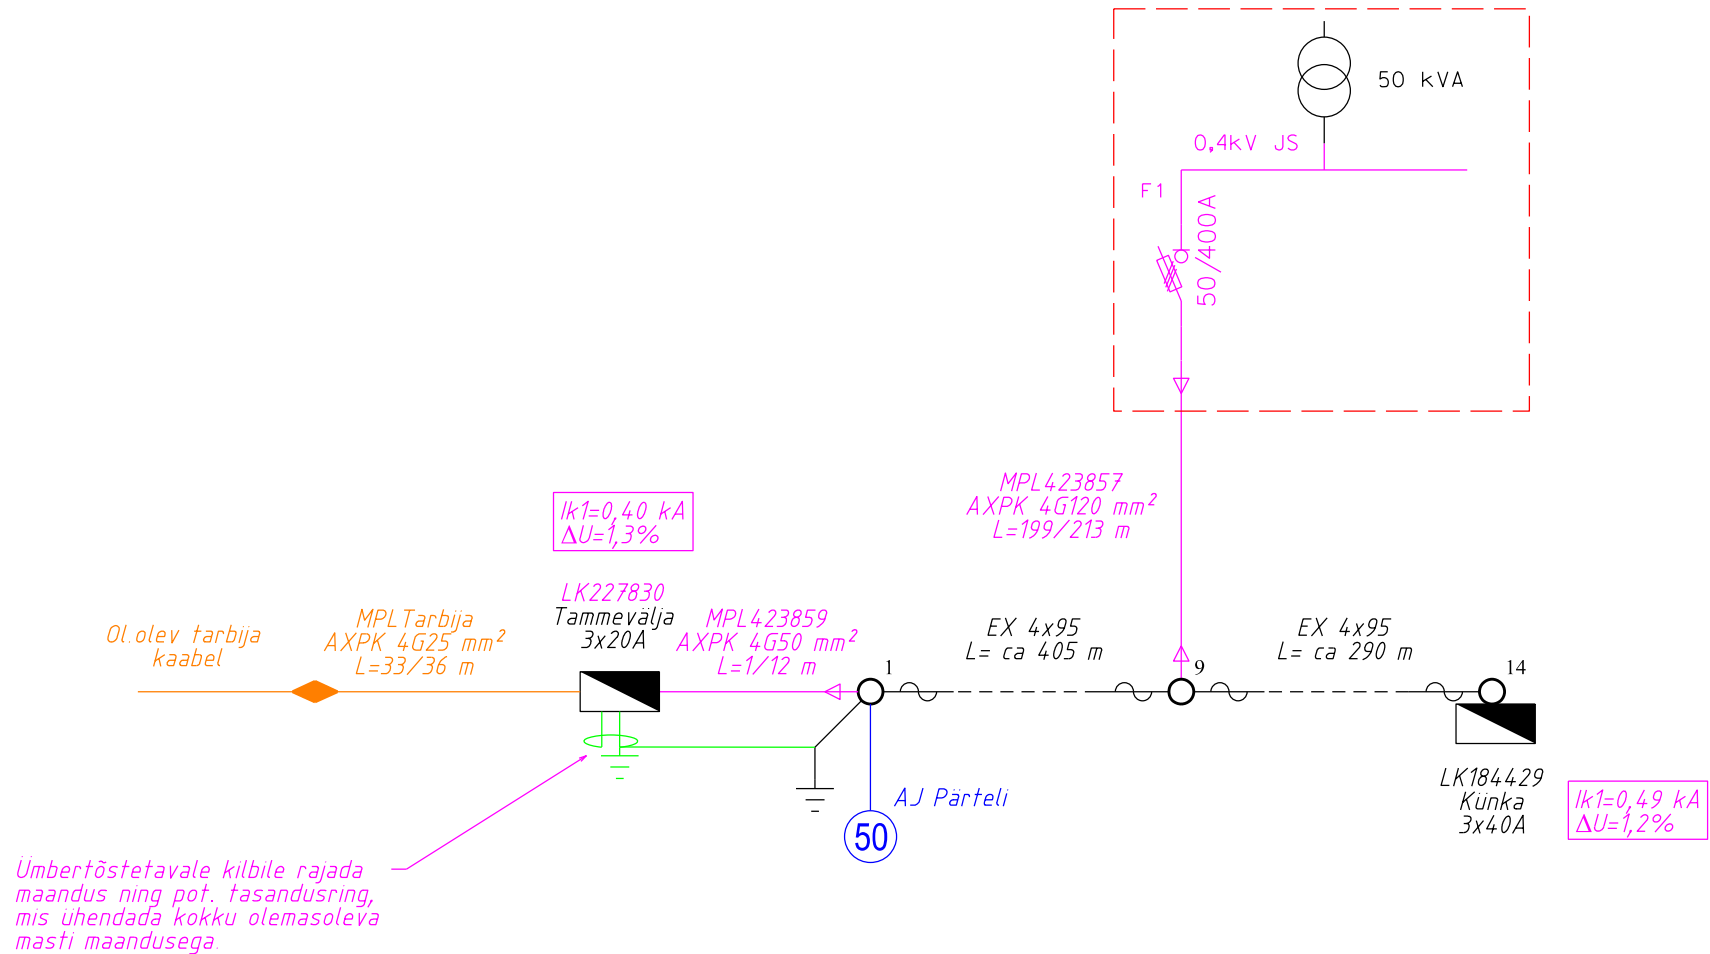 50 kVA
0,4kV JS
F1
50/400A
MPL423857
AXPK 4G120 mm²
L=199/213 m
Ik1=0,40 kA
ΔU=1,3%
LK227830
Tammevälja
3x20A
Ol.olev tarbija
kaabel
MPLTarbija
AXPK 4G25 mm²
L=33/36 m
MPL423859
AXPK 4G50 mm²
L=1/12 m
1
EX 4x95
L= ca 405 m
9
EX 4x95
L= ca 290 m
14
AJ Pärteli
50
LK184429
Künka
3x40A
Ik1=0,49 kA
ΔU=1,2%
Ümbertõstetavale kilbile rajada
maandus ning pot. tasandusring,
mis ühendada kokku olemasoleva
masti maandusega.